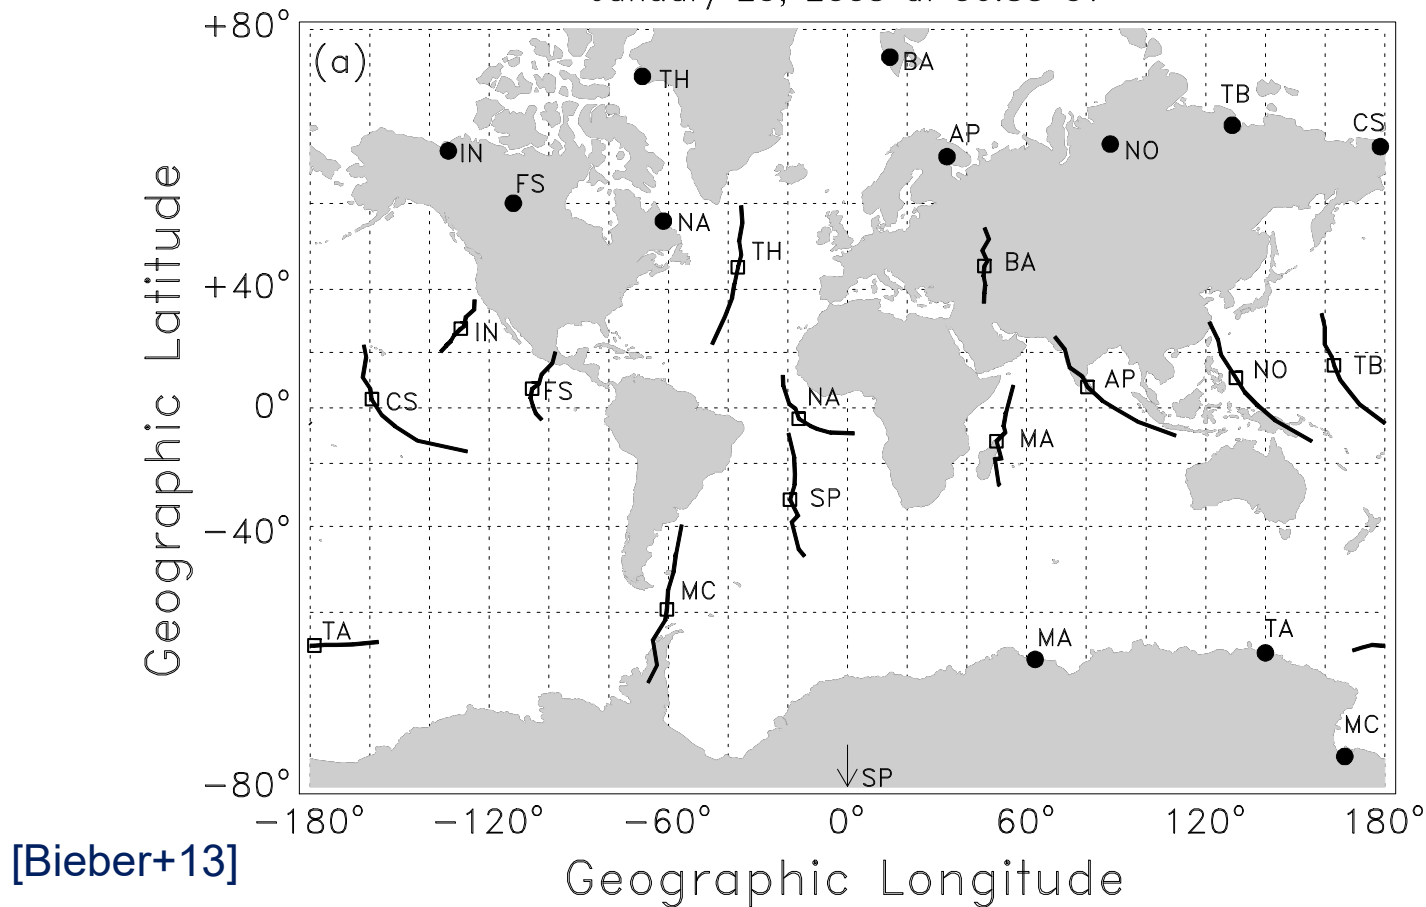 +80°
(a)
BA
TH
TB
CS
AP
IN
NO
FS
NA
TH
BA
+40°
IN
TB
NO
AP
FS
NA
CS
0°
MA
SP
-40°
MC
TA
MA
TA
MC
SP
-80°
-180° -120° -60° 0° 60° 120° 180°
Geographic Latitude
Geographic Longitude
[Bieber+13]